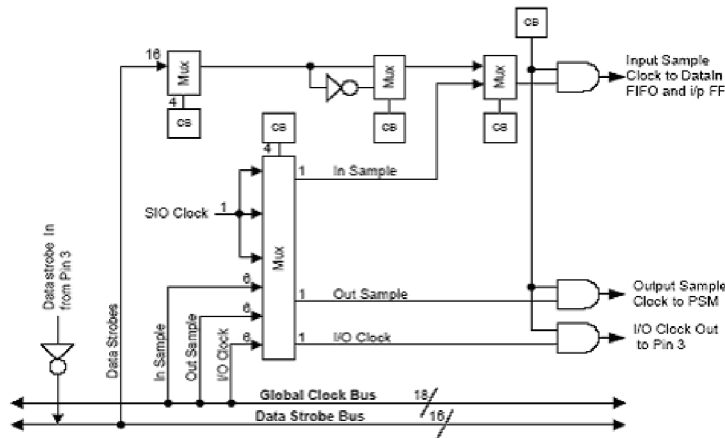 CB
16
Mux
Mux
Mux
Input Sample
Clock to DataIn
FIFO and i/p FF
4
CB
CB
CB
CB
4
1
In Sample
SIO Clock
1
Mux
Data strobe In
from Pin 3
Data Strobes
In Sample
Out Sample
I/O Clock
6
6
6
1
Out Sample
Output Sample
Clock to PSM
1
I/O Clock
I/O Clock Out
to Pin 3
Global Clock Bus
18
Data Strobe Bus
16